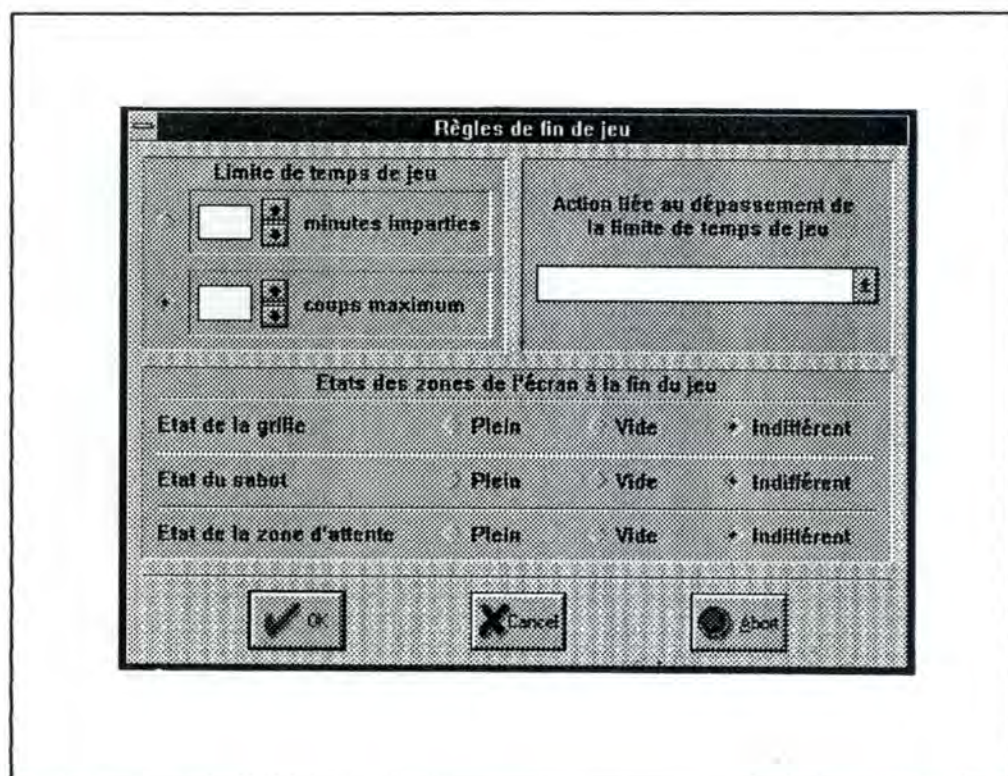 Règles de fin de jeu
Limite de temps de jeu
minutes imparties
coups maximum
Action liée au dépassement de
la limite de temps de jeu
Etats des zones de l'écran à la fin du jeu
Etat de la grille Plein Vide Indifférent
Etat du sabot Plein Vide Indifférent
Etat de la zone d'attente Plein Vide Indifférent
OK Cancel Abort